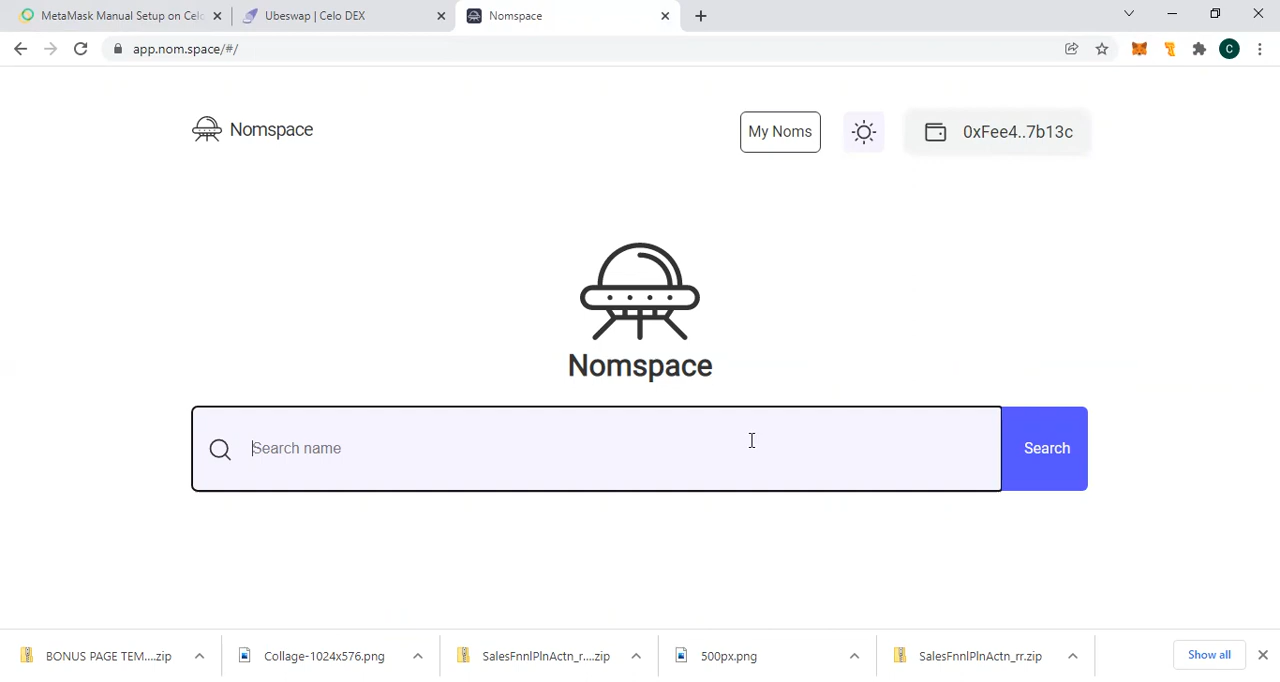 MetaMask Manual Setup on Celo
Ubeswap | Celo DEX
Nomspace
app.nom.space/#/
C
Nomspace
My Noms
0xFee4..7b13c
Nomspace
Search name
Search
BONUS PAGE TEM....zip
Collage-1024x576.png
SalesFnnlPlnActn_r....zip
500px.png
SalesFnnlPlnActn_rr.zip
Show all